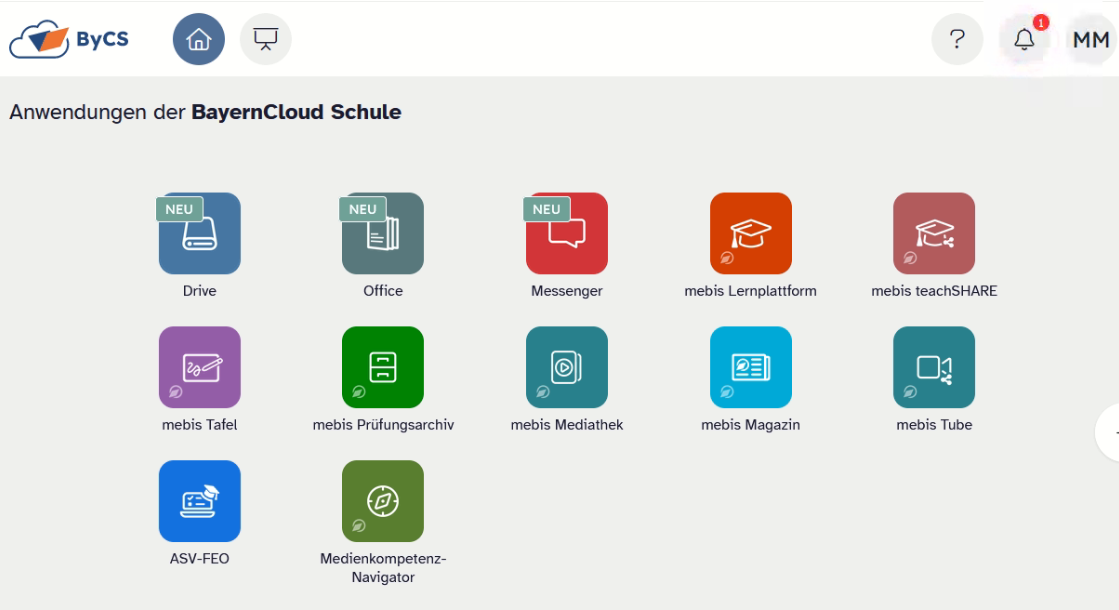 ByCS
?
1
MM
Anwendungen der BayernCloud Schule
NEU
NEU
NEU
Drive
Office
Messenger
mebis Lernplattform
mebis teachSHARE
mebis Tafel
mebis Prüfungsarchiv
mebis Mediathek
mebis Magazin
mebis Tube
ASV-FEO
Medienkompetenz-
Navigator